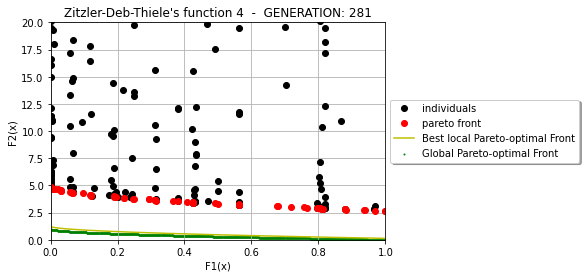 Zitzler-Deb-Thiele's function 4 - GENERATION: 281
20.0
17.5
15.0
12.5
10.0
7.5
5.0
2.5
0.0
F2(x)
0.0 0.2 0.4 0.6 0.8 1.0
F1(x)
individuals
pareto front
Best local Pareto-optimal Front
Global Pareto-optimal Front